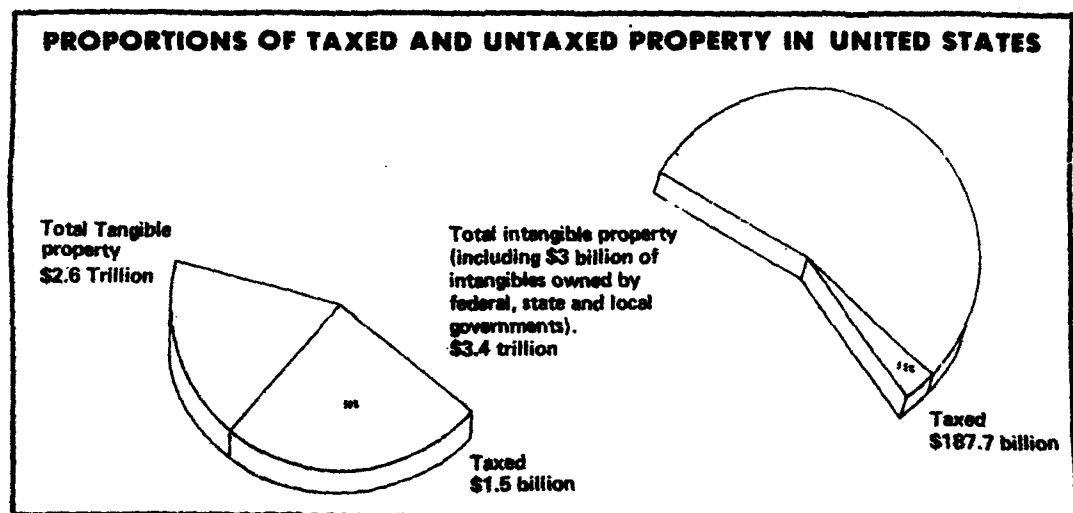 PROPORTIONS OF TAXED AND UNTAXED PROPERTY IN UNITED STATES
Total Tangible
property
$2.6 Trillion
Total intangible property
(including $3 billion of
intangibles owned by
federal, state and local
governments).
$3.4 trillion
Taxed
$1.5 billion
Taxed
$187.7 billion